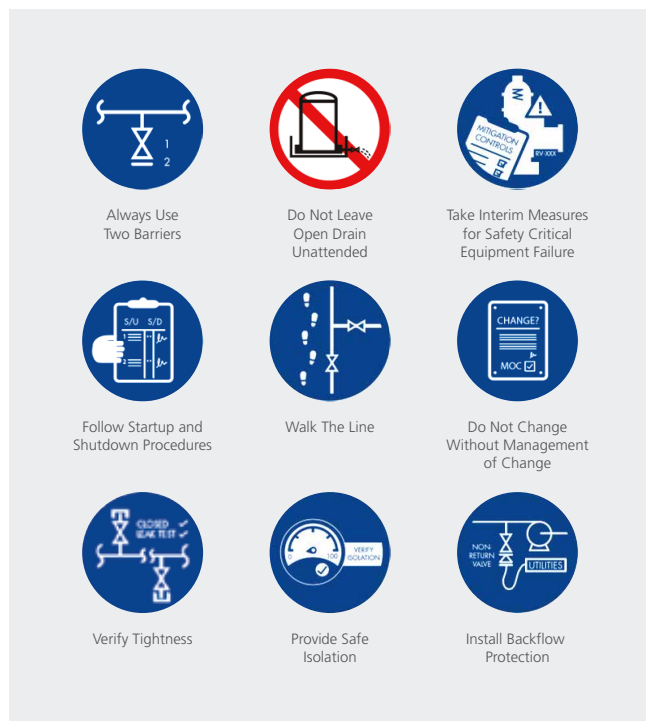 1
2
Always Use
Two Barriers
Do Not Leave
Open Drain
Unattended
MITIGATION
CONTROLS
RV-XXX
Take Interim Measures
for Safety Critical
Equipment Failure
S/U S/D
1
2
Follow Startup and
Shutdown Procedures
Walk The Line
CHANGE?
MOC
Do Not Change
Without Management
of Change
CLOSED
LEAK TEST
Verify Tightness
0
100
VERIFY
ISOLATION
Provide Safe
Isolation
NON-
RETURN
VALVE
UTILITIES
Install Backflow
Protection